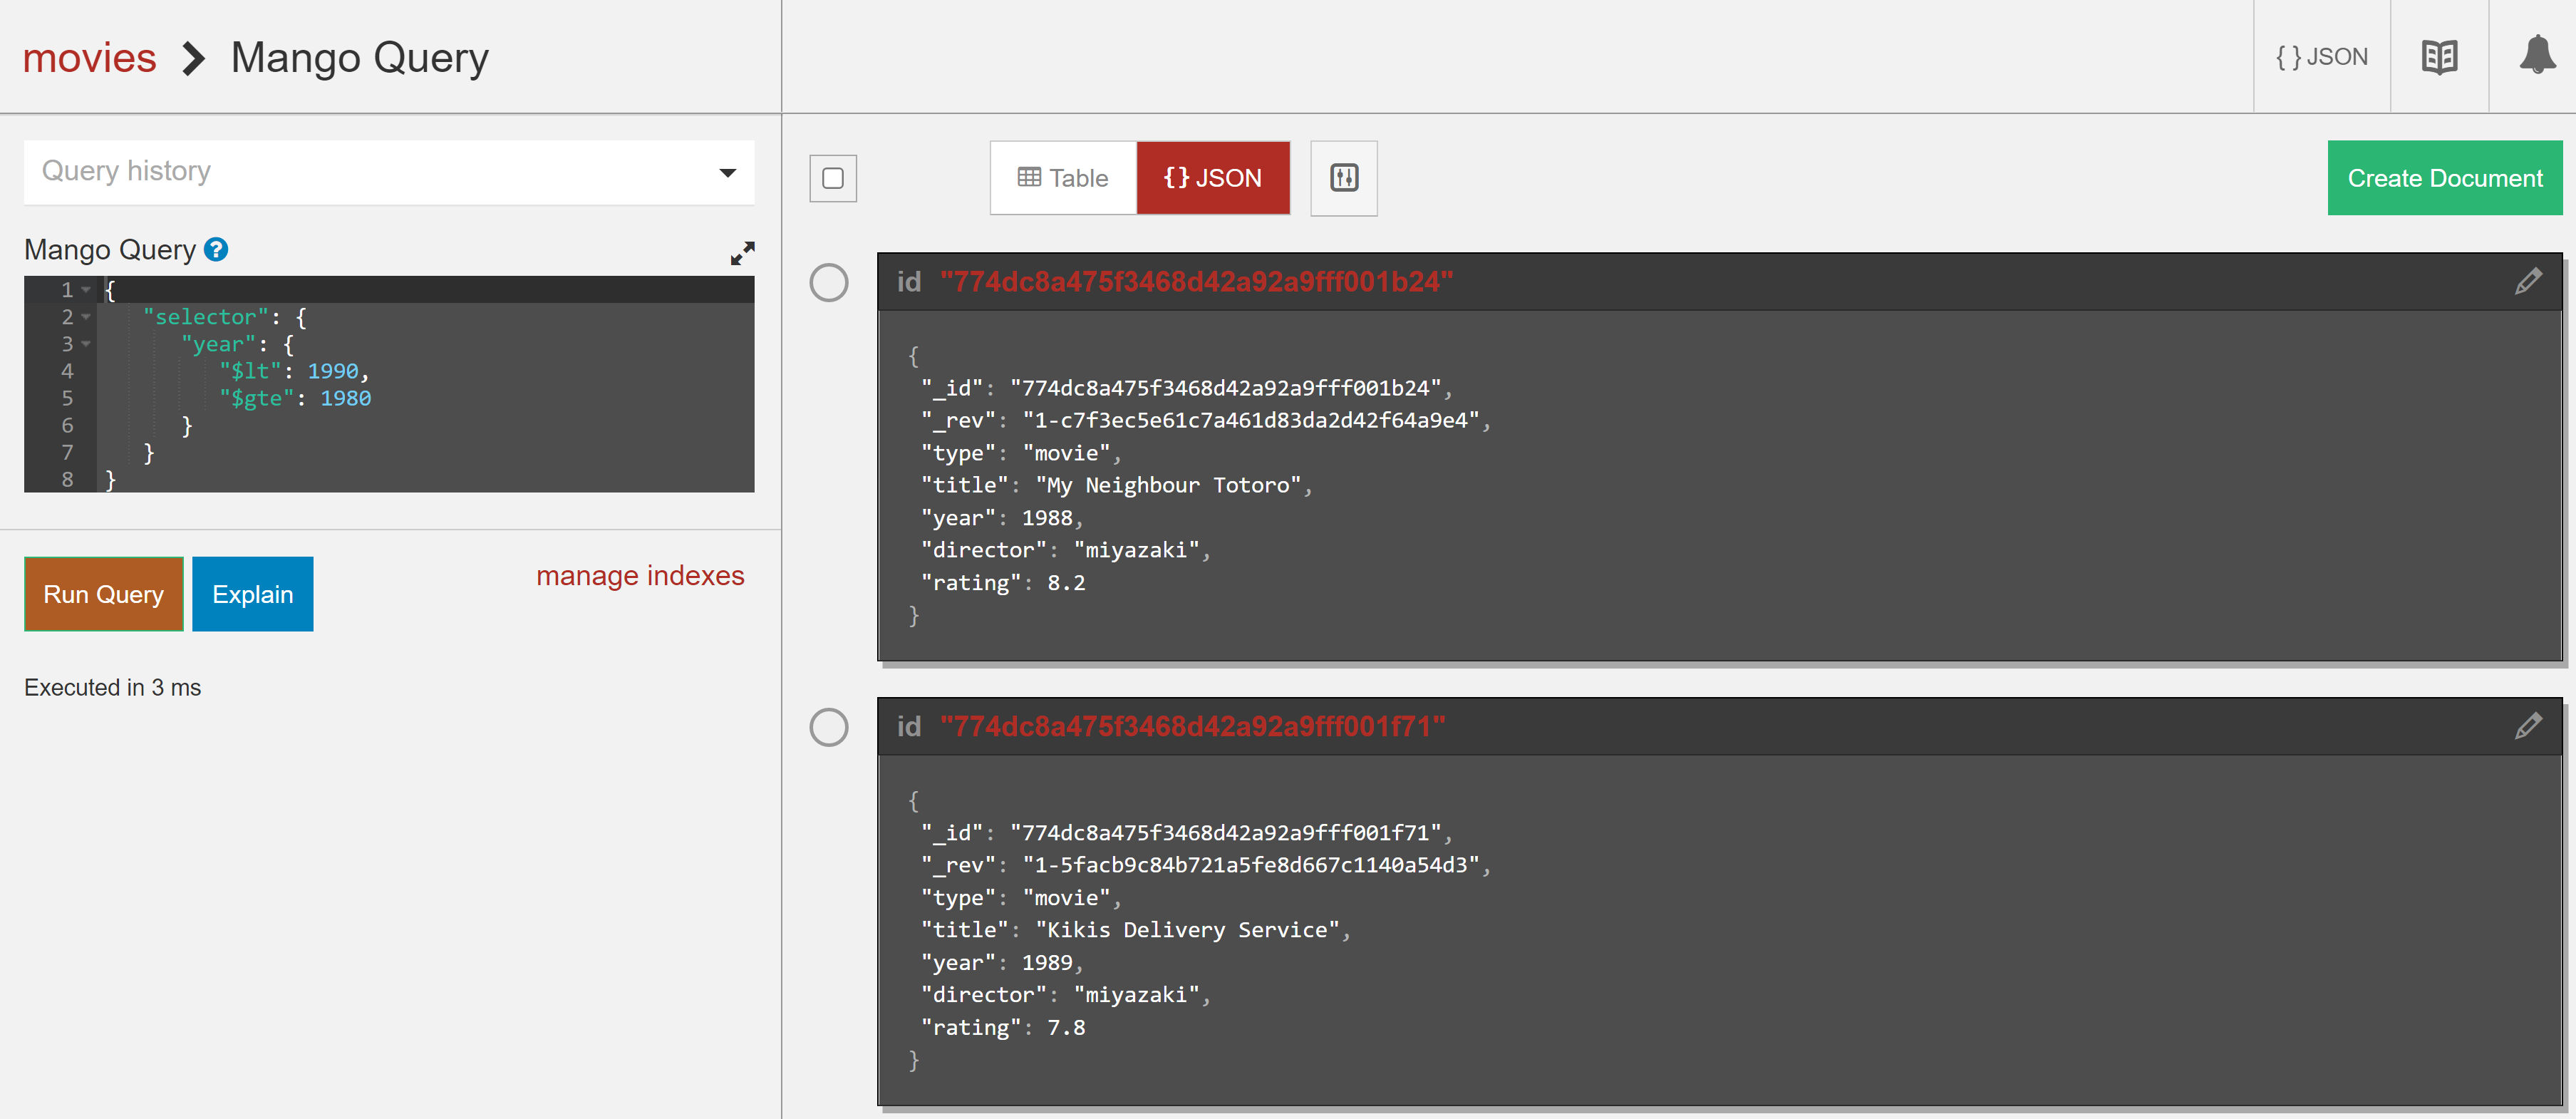 movies > Mango Query
{ } JSON
Query history
Mango Query ?
1 {
2 "selector": {
3 "year": {
4 "$lt": 1990,
5 "$gte": 1980
6 }
7 }
8 }
Run Query Explain manage indexes
Executed in 3 ms
Table {} JSON Create Document
id "774dc8a475f3468d42a92a9fff001b24"
{
"_id": "774dc8a475f3468d42a92a9fff001b24",
"_rev": "1-c7f3ec5e61c7a461d83da2d42f64a9e4",
"type": "movie",
"title": "My Neighbour Totoro",
"year": 1988,
"director": "miyazaki",
"rating": 8.2
}
id "774dc8a475f3468d42a92a9fff001f71"
{
"_id": "774dc8a475f3468d42a92a9fff001f71",
"_rev": "1-5facb9c84b721a5fe8d667c1140a54d3",
"type": "movie",
"title": "Kikis Delivery Service",
"year": 1989,
"director": "miyazaki",
"rating": 7.8
}